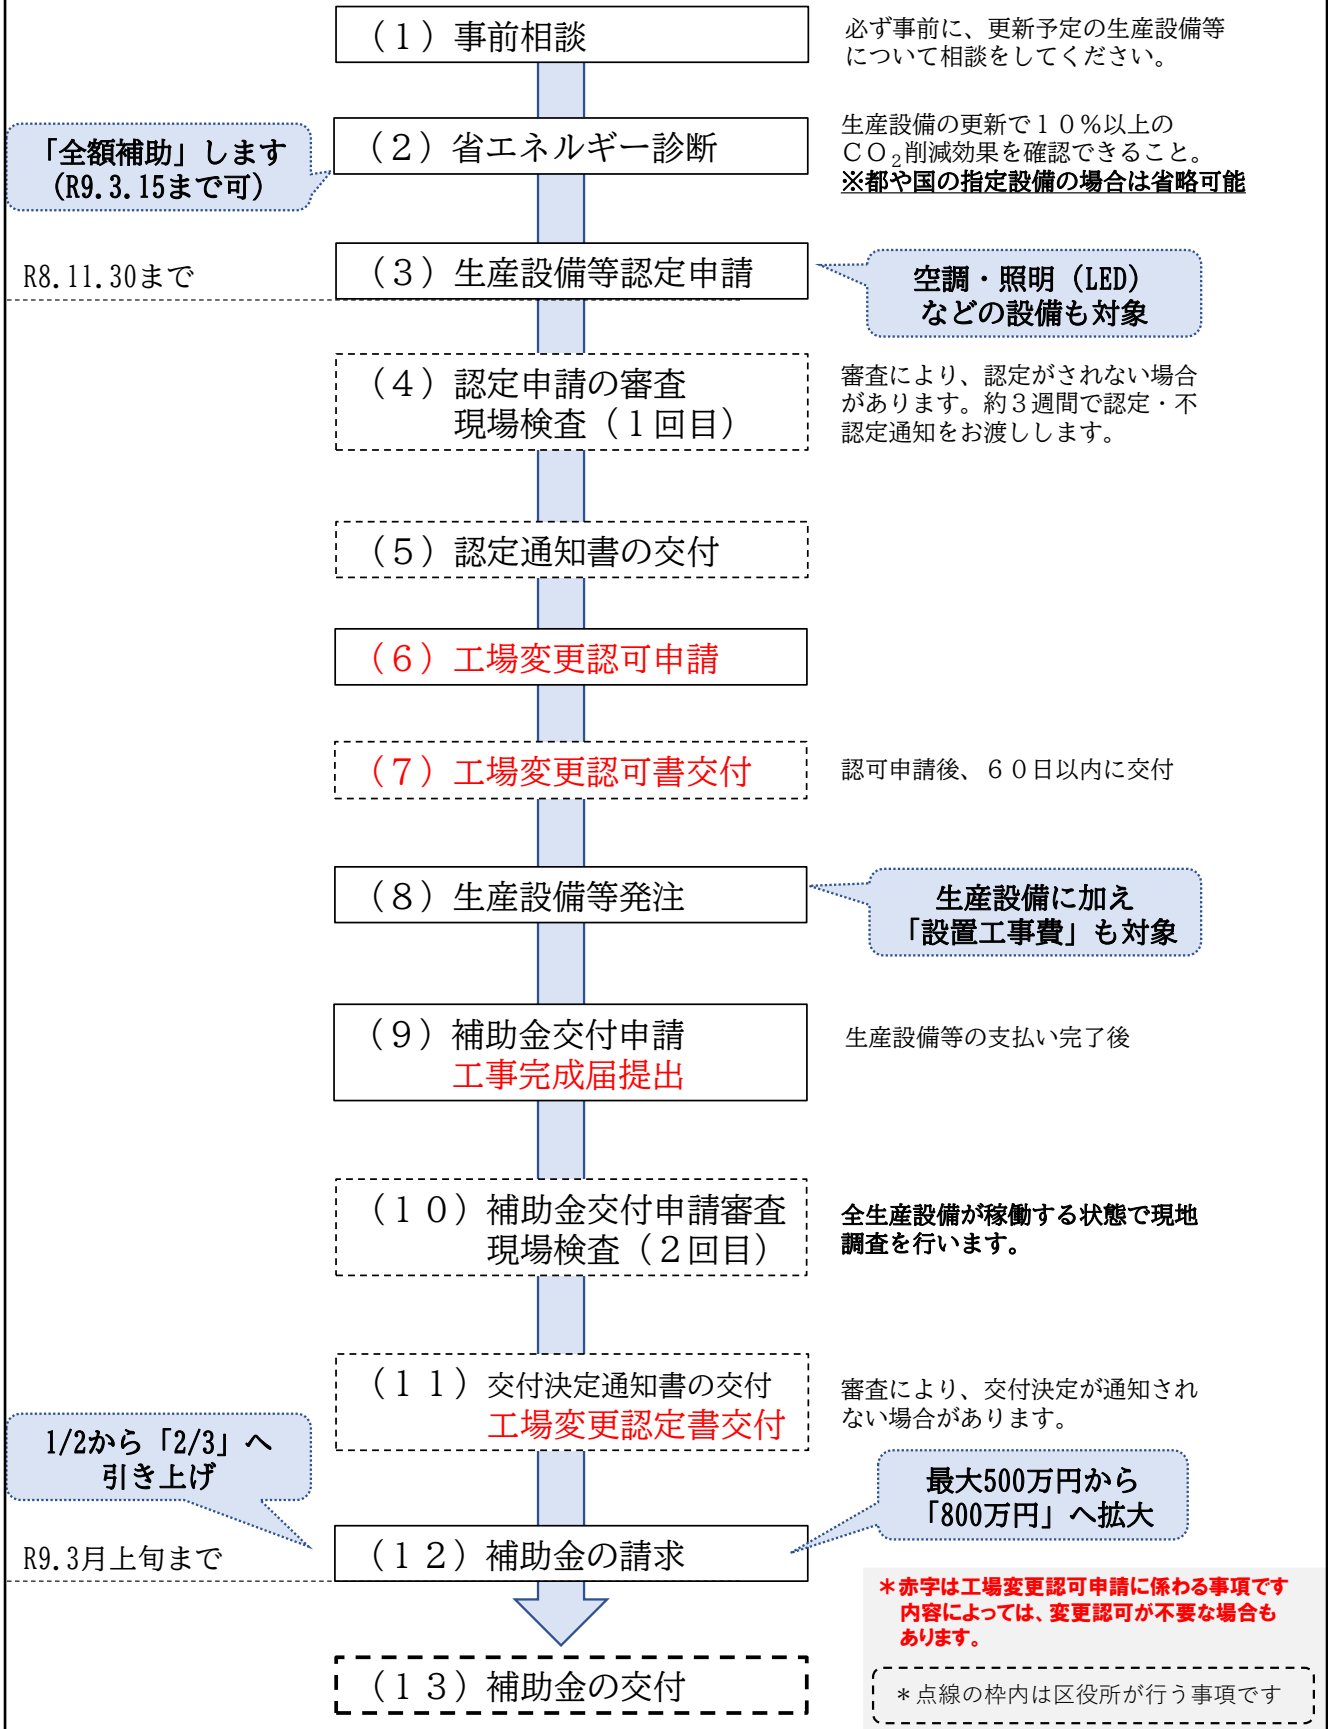 （１）事前相談
必ず事前に、更新予定の生産設備等
について相談をしてください。
「全額補助」します
（R9.3.15まで可）
（２）省エネルギー診断
生産設備の更新で１０％以上の
ＣＯ₂削減効果を確認できること。
※都や国の指定設備の場合は省略可能
R8.11.30まで
（３）生産設備等認定申請
空調・照明（LED）
などの設備も対象
（４）認定申請の審査
現場検査（１回目）
審査により、認定がされない場合
があります。約３週間で認定・不
認定通知をお渡しします。
（５）認定通知書の交付
（６）工場変更認可申請
（７）工場変更認可書交付
認可申請後、６０日以内に交付
（８）生産設備等発注
生産設備に加え
「設置工事費」も対象
（９）補助金交付申請
工事完成届提出
生産設備等の支払い完了後
（１０）補助金交付申請審査
現場検査（２回目）
全生産設備が稼働する状態で現地
調査を行います。
（１１）交付決定通知書の交付
工場変更認定書交付
審査により、交付決定が通知され
ない場合があります。
1/2から「2/3」へ
引き上げ
最大500万円から
「800万円」へ拡大
R9.3月上旬まで
（１２）補助金の請求
＊赤字は工場変更認可申請に係わる事項です
内容によっては、変更認可が不要な場合も
あります。
（１３）補助金の交付
＊点線の枠内は区役所が行う事項です